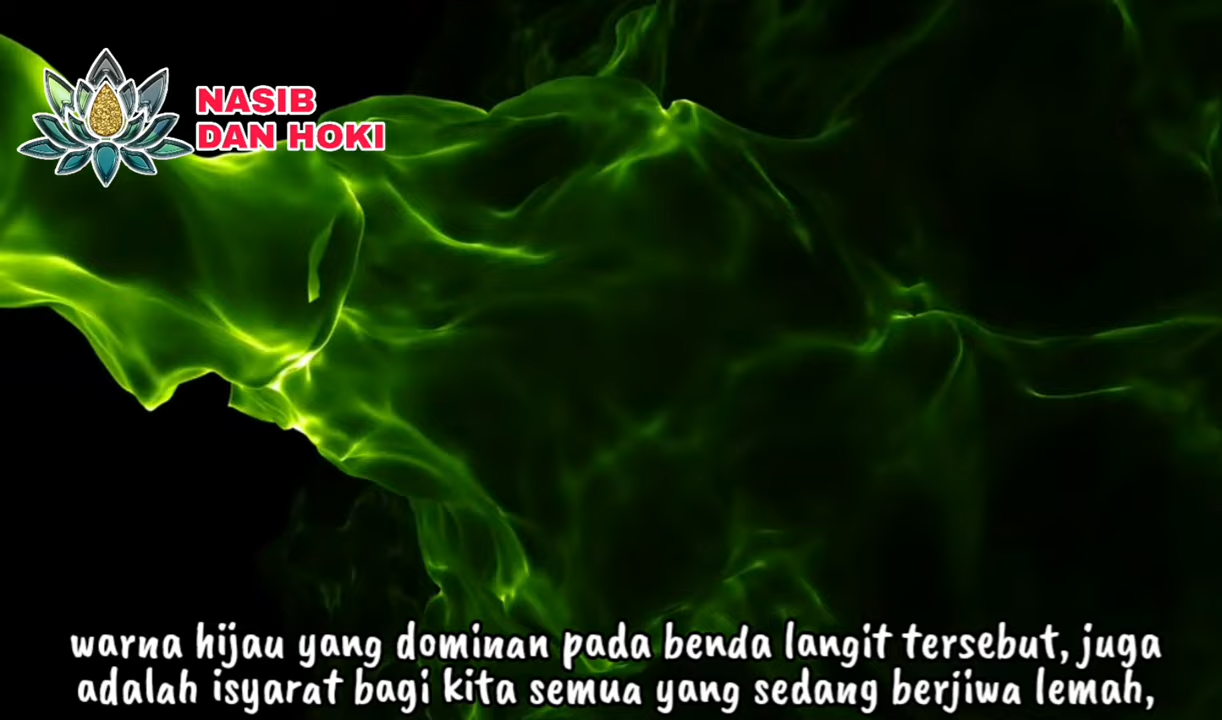 NASIB
DAN HOKI
warna hijau yang dominan pada benda langit tersebut, juga
adalah isyarat bagi kita semua yang sedang berjiwa lemah,